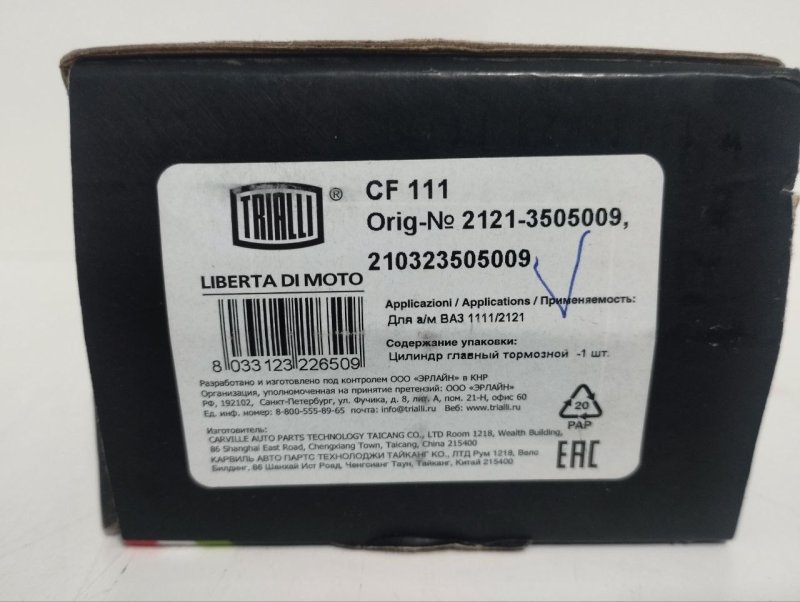 TRIALLI ®
CF 111
Orig-№ 2121-3505009,
210323505009
LIBERTA DI MOTO
8 033123 226509
Applicazioni / Applications / Применяемость:
Для а/м ВАЗ 1111/2121
Содержание упаковки:
Цилиндр главный тормозной -1 шт.
Разработано и изготовлено под контролем ООО «ЭРЛАЙН» в КНР
Организация, уполномоченная на принятие претензий: ООО «ЭРЛАЙН»
РФ, 192102, Санкт-Петербург, ул. Фучика, д. 8, лит. А, пом. 21-Н, офис 60
Ед. инф. номер: 8-800-555-89-65 почта: info@trialli.ru Веб: www.trialli.ru
Изготовитель:
CARVILLE AUTO PARTS TECHNOLOGY TAICANG CO., LTD Room 1218, Wealth Building,
86 Shanghai East Road, Chengxiang Town, Taicang, China 215400
КАРВИЛЬ АВТО ПАРТС ТЕХНОЛОДЖИ ТАЙКАНГ КО., ЛТД Рум 1218, Велс
Билдинг, 86 Шанхай Ист Роад, Ченгсианг Таун, Тайканг, Китай 215400
20
PAP
EAC